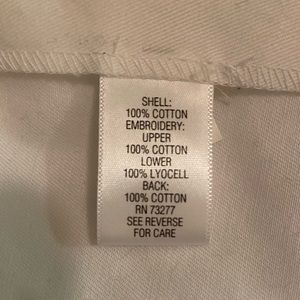 SHELL:
100% COTTON
EMBROIDERY:
UPPER
100% COTTON
LOWER
100% LYOCELL
BACK:
100% COTTON
RN 73277
SEE REVERSE
FOR CARE